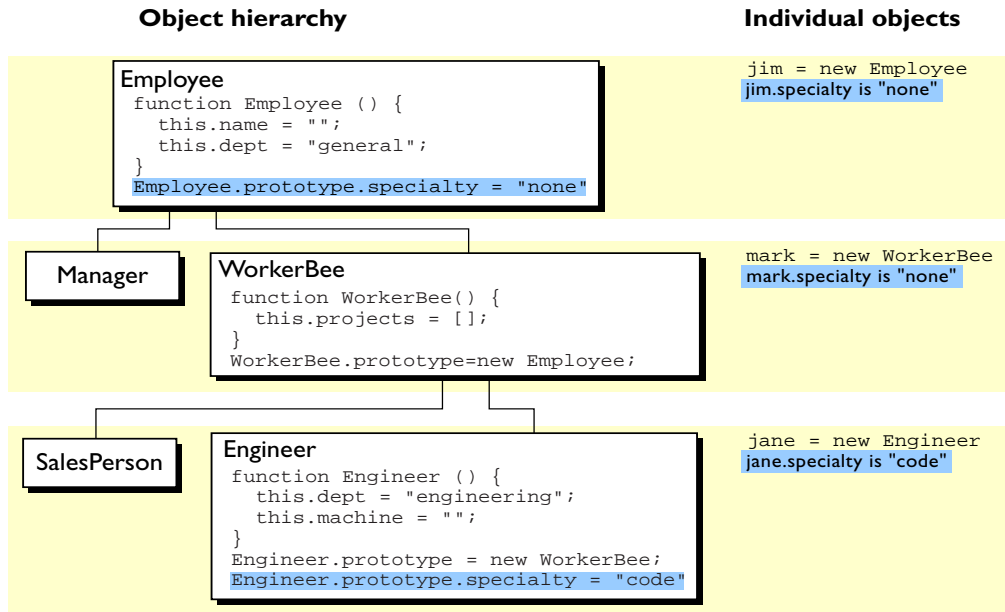 Object hierarchy
Individual objects
Employee
function Employee () {
this.name = "";
this.dept = "general";
}
Employee.prototype.specialty = "none"
jim = new Employee
jim.specialty is "none"
Manager
WorkerBee
function WorkerBee() {
this.projects = [];
}
WorkerBee.prototype=new Employee;
mark = new WorkerBee
mark.specialty is "none"
SalesPerson
Engineer
function Engineer () {
this.dept = "engineering";
this.machine = "";
}
Engineer.prototype = new WorkerBee;
Engineer.prototype.specialty = "code"
jane = new Engineer
jane.specialty is "code"